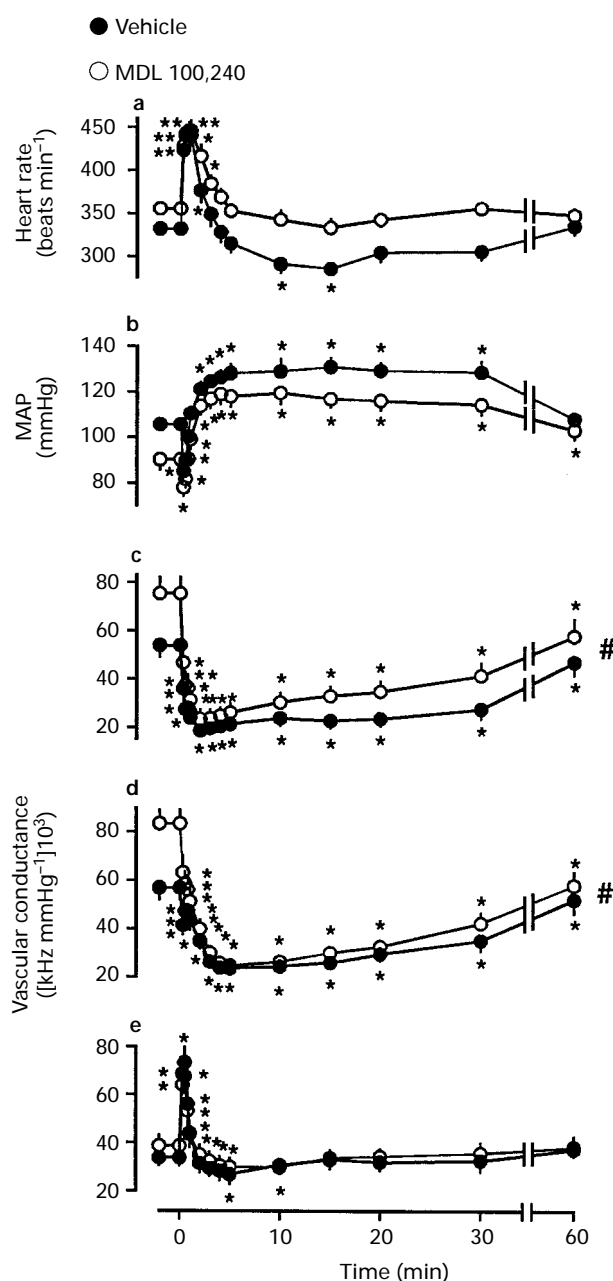 Vehicle
MDL 100,240
a
450
400
350
300
Heart rate
(beats min⁻¹)
b
140
120
100
80
MAP
(mmHg)
c
80
60
40
20
#
d
80
60
40
20
#
Vascular conductance
([kHz mmHg⁻¹]10³)
e
80
60
40
20
0 10 20 30 60
Time (min)